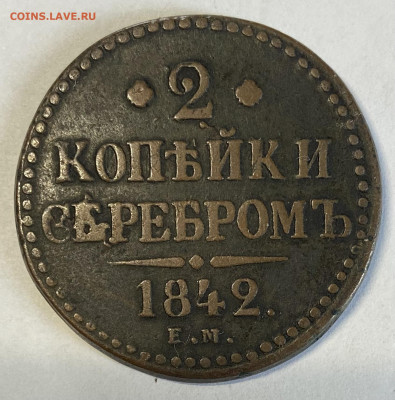 COINS.LAVE.RU
2
КОПѢЙКИ
СЕРЕБРОМЪ
1842.
Е.М.